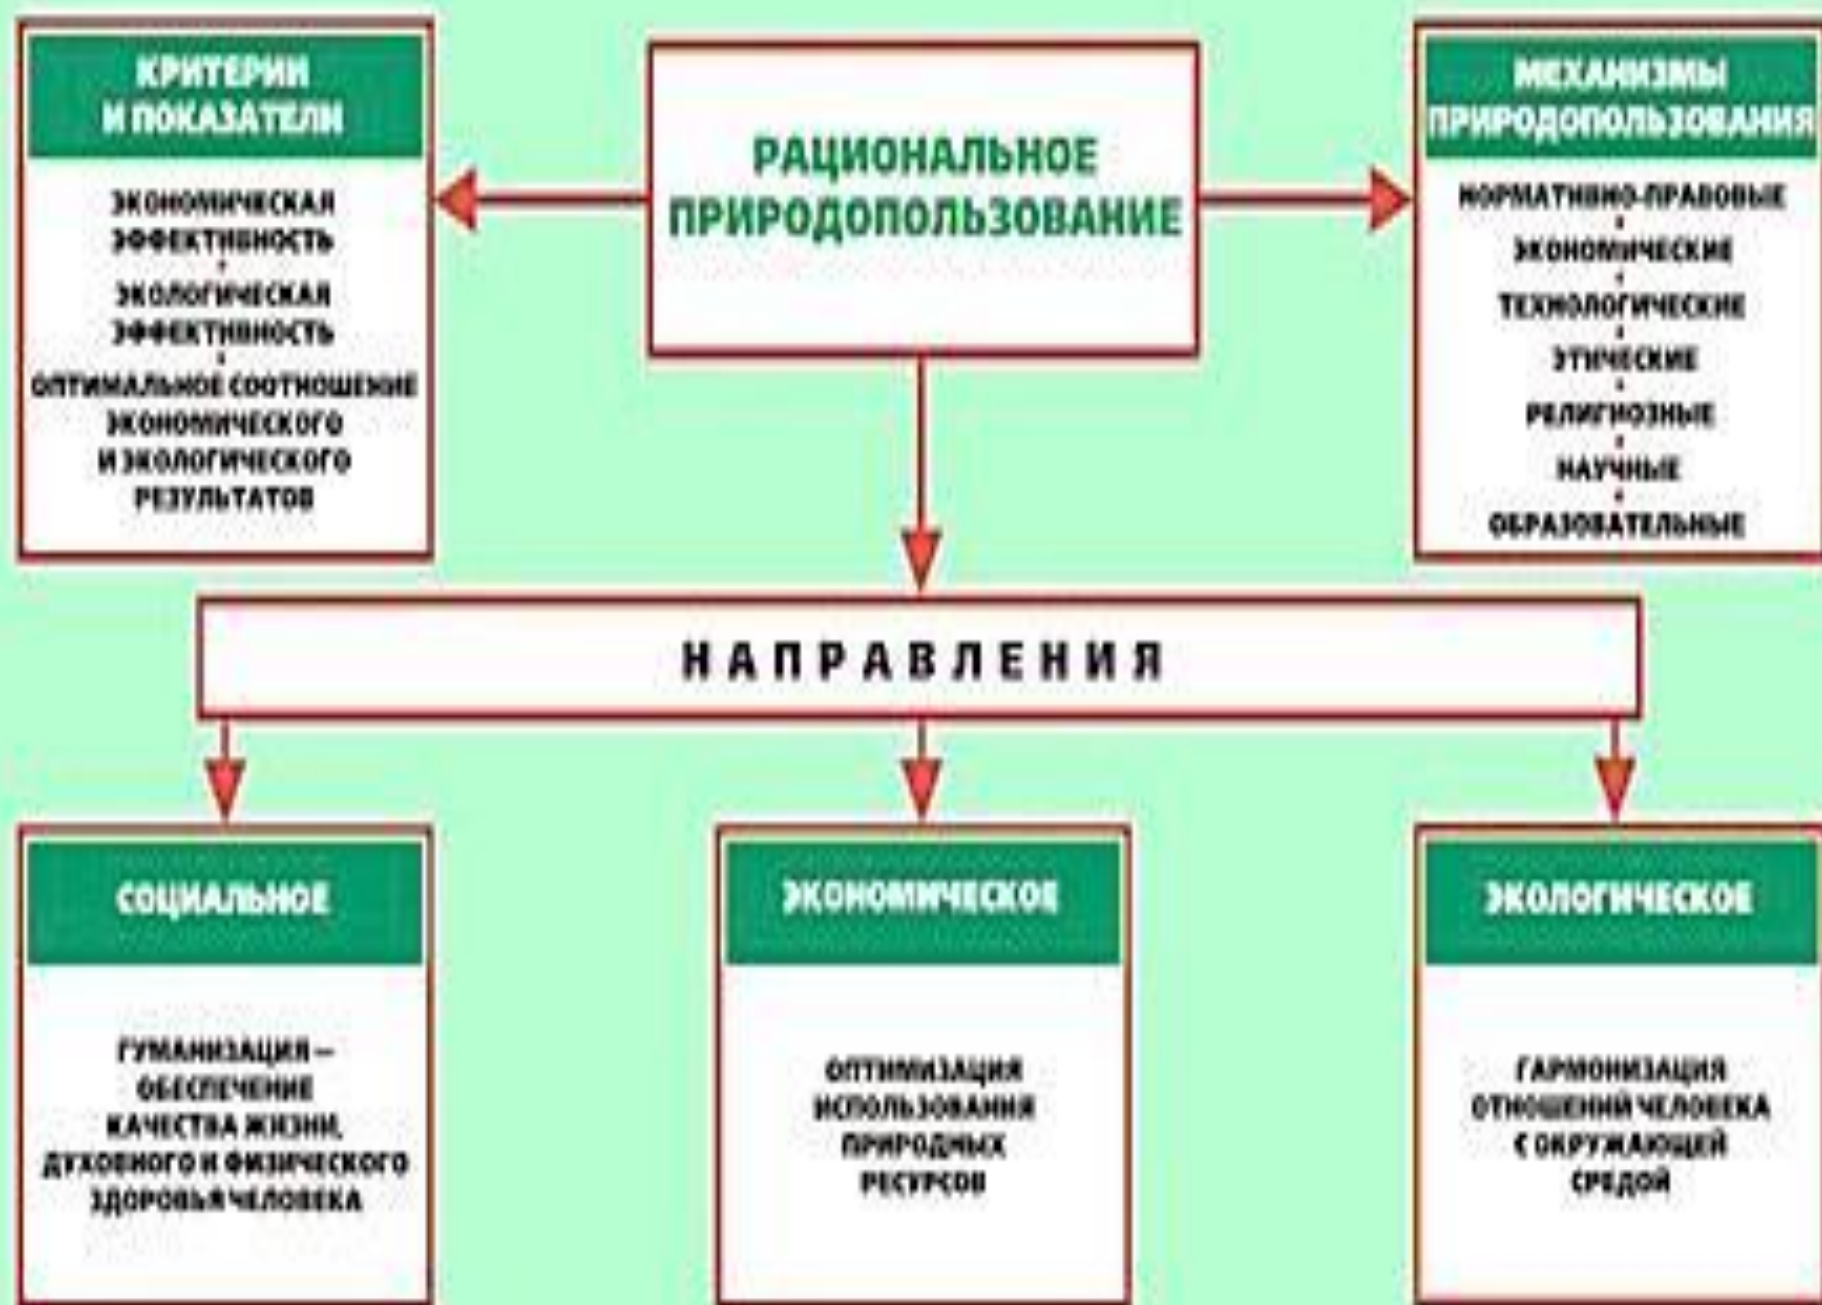 КРИТЕРИИ
И ПОКАЗАТЕЛИ
ЭКОНОМИЧЕСКАЯ
ЭФФЕКТИВНОСТЬ
ЭКОЛОГИЧЕСКАЯ
ЭФФЕКТИВНОСТЬ
ОПТИМАЛЬНОЕ СООТНОШЕНИЕ
ЭКОНОМИЧЕСКОГО
И ЭКОЛОГИЧЕСКОГО
РЕЗУЛЬТАТОВ
РАЦИОНАЛЬНОЕ
ПРИРОДОПОЛЬЗОВАНИЕ
МЕХАНИЗМЫ
ПРИРОДОПОЛЬЗОВАНИЯ
НОРМАТИВНО-ПРАВОВЫЕ
ЭКОНОМИЧЕСКИЕ
ТЕХНОЛОГИЧЕСКИЕ
ЭТИЧЕСКИЕ
РЕЛИГИОЗНЫЕ
НАУЧНЫЕ
ОБРАЗОВАТЕЛЬНЫЕ
НАПРАВЛЕНИЯ
СОЦИАЛЬНОЕ
ГУМАНИЗАЦИЯ —
ОБЕСПЕЧЕНИЕ
КАЧЕСТВА ЖИЗНИ,
ДУХОВНОГО И ФИЗИЧЕСКОГО
ЗДОРОВЬЯ ЧЕЛОВЕКА
ЭКОНОМИЧЕСКОЕ
ОПТИМИЗАЦИЯ
ИСПОЛЬЗОВАНИЯ
ПРИРОДНЫХ
РЕСУРСОВ
ЭКОЛОГИЧЕСКОЕ
ГАРМОНИЗАЦИЯ
ОТНОШЕНИЙ ЧЕЛОВЕКА
С ОКРУЖАЮЩЕЙ
СРЕДОЙ